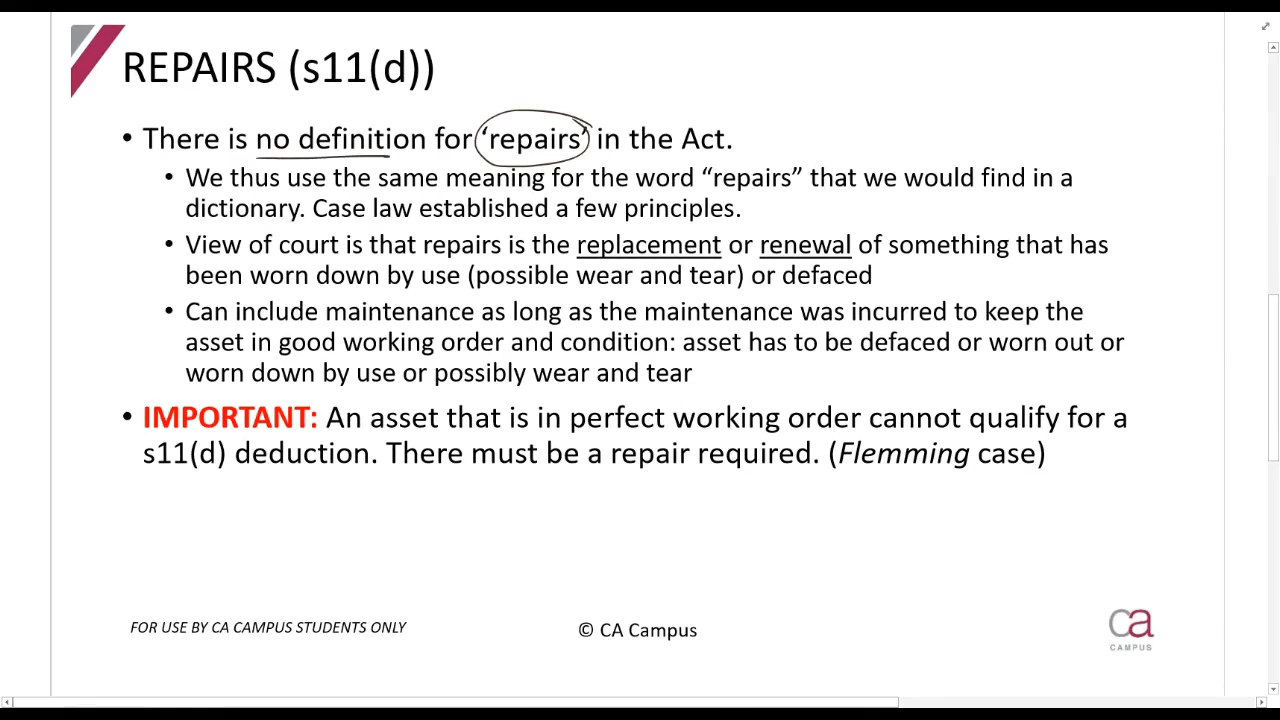 REPAIRS (s11(d))
• There is no definition for ‘repairs’ in the Act.
• We thus use the same meaning for the word “repairs” that we would find in a
dictionary. Case law established a few principles.
• View of court is that repairs is the replacement or renewal of something that has
been worn down by use (possible wear and tear) or defaced
• Can include maintenance as long as the maintenance was incurred to keep the
asset in good working order and condition: asset has to be defaced or worn out or
worn down by use or possibly wear and tear
• IMPORTANT: An asset that is in perfect working order cannot qualify for a
s11(d) deduction. There must be a repair required. (Flemming case)
FOR USE BY CA CAMPUS STUDENTS ONLY
© CA Campus
ca
CAMPUS